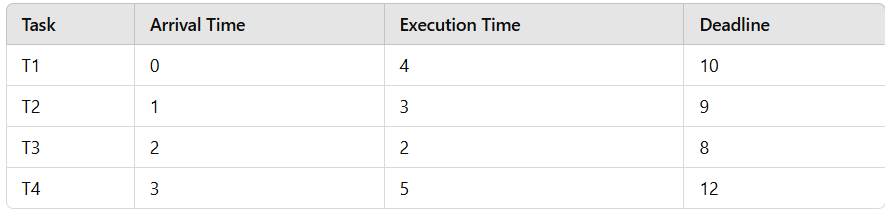 Task Arrival Time Execution Time Deadline
T1 0 4 10
T2 1 3 9
T3 2 2 8
T4 3 5 12